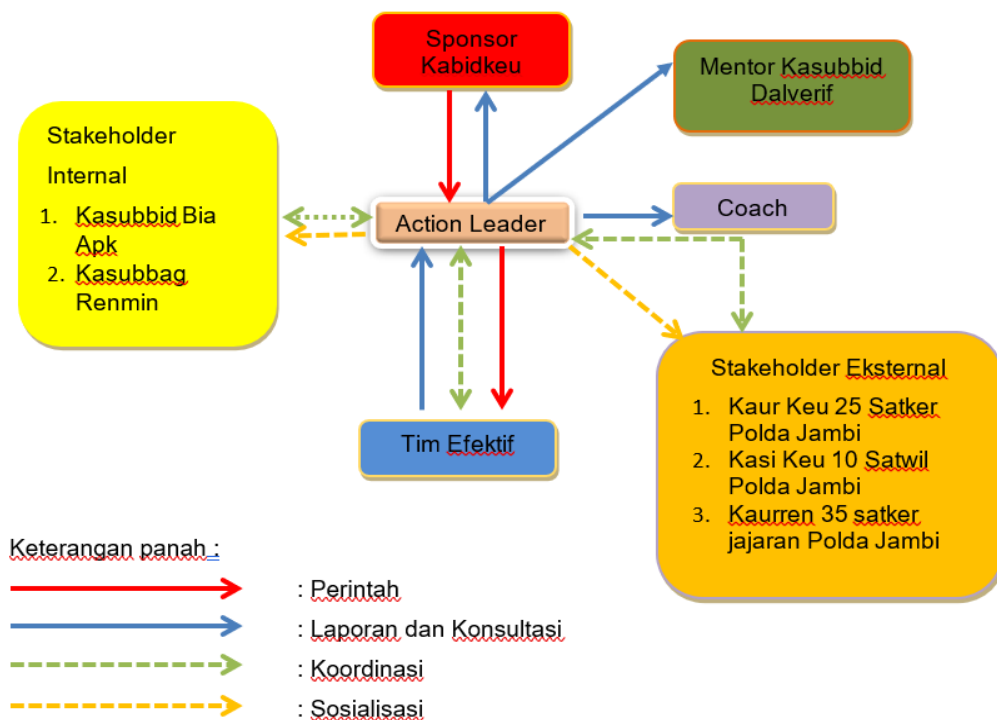 Sponsor
Kabidkeu
Mentor Kasubbid
Dalverif
Stakeholder
Internal
1. Kasubbid Bia
Apk
2. Kasubbag
Renmin
Action Leader
Coach
Tim Efektif
Stakeholder Eksternal
1. Kaur Keu 25 Satker
Polda Jambi
2. Kasi Keu 10 Satwil
Polda Jambi
3. Kaurren 35 satker
jajaran Polda Jambi
Keterangan panah :
: Perintah
: Laporan dan Konsultasi
: Koordinasi
: Sosialisasi